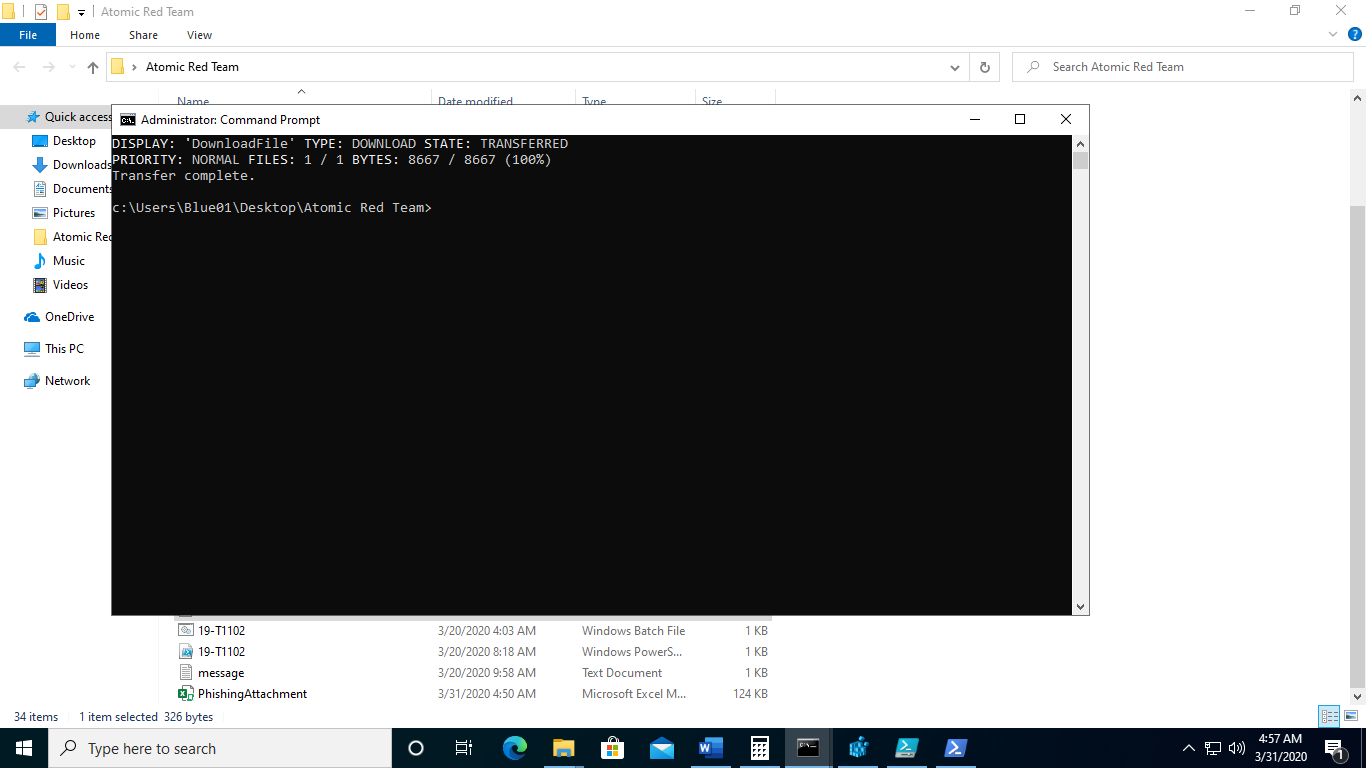 Atomic Red Team
File Home Share View
Atomic Red Team
Search Atomic Red Team
Name Date modified Type Size
Quick access
Desktop
Downloads
Documents
Pictures
Atomic Red
Music
Videos
OneDrive
This PC
Network
Administrator: Command Prompt
DISPLAY: 'DownloadFile' TYPE: DOWNLOAD STATE: TRANSFERRED
PRIORITY: NORMAL FILES: 1 / 1 BYTES: 8667 / 8667 (100%)
Transfer complete.
c:\Users\Blue01\Desktop\Atomic Red Team>
19-T1102 3/20/2020 4:03 AM Windows Batch File 1 KB
19-T1102 3/20/2020 8:18 AM Windows PowerS... 1 KB
message 3/20/2020 9:58 AM Text Document 1 KB
PhishingAttachment 3/31/2020 4:50 AM Microsoft Excel M... 124 KB
34 items 1 item selected 326 bytes
Type here to search
4:57 AM
3/31/2020
1